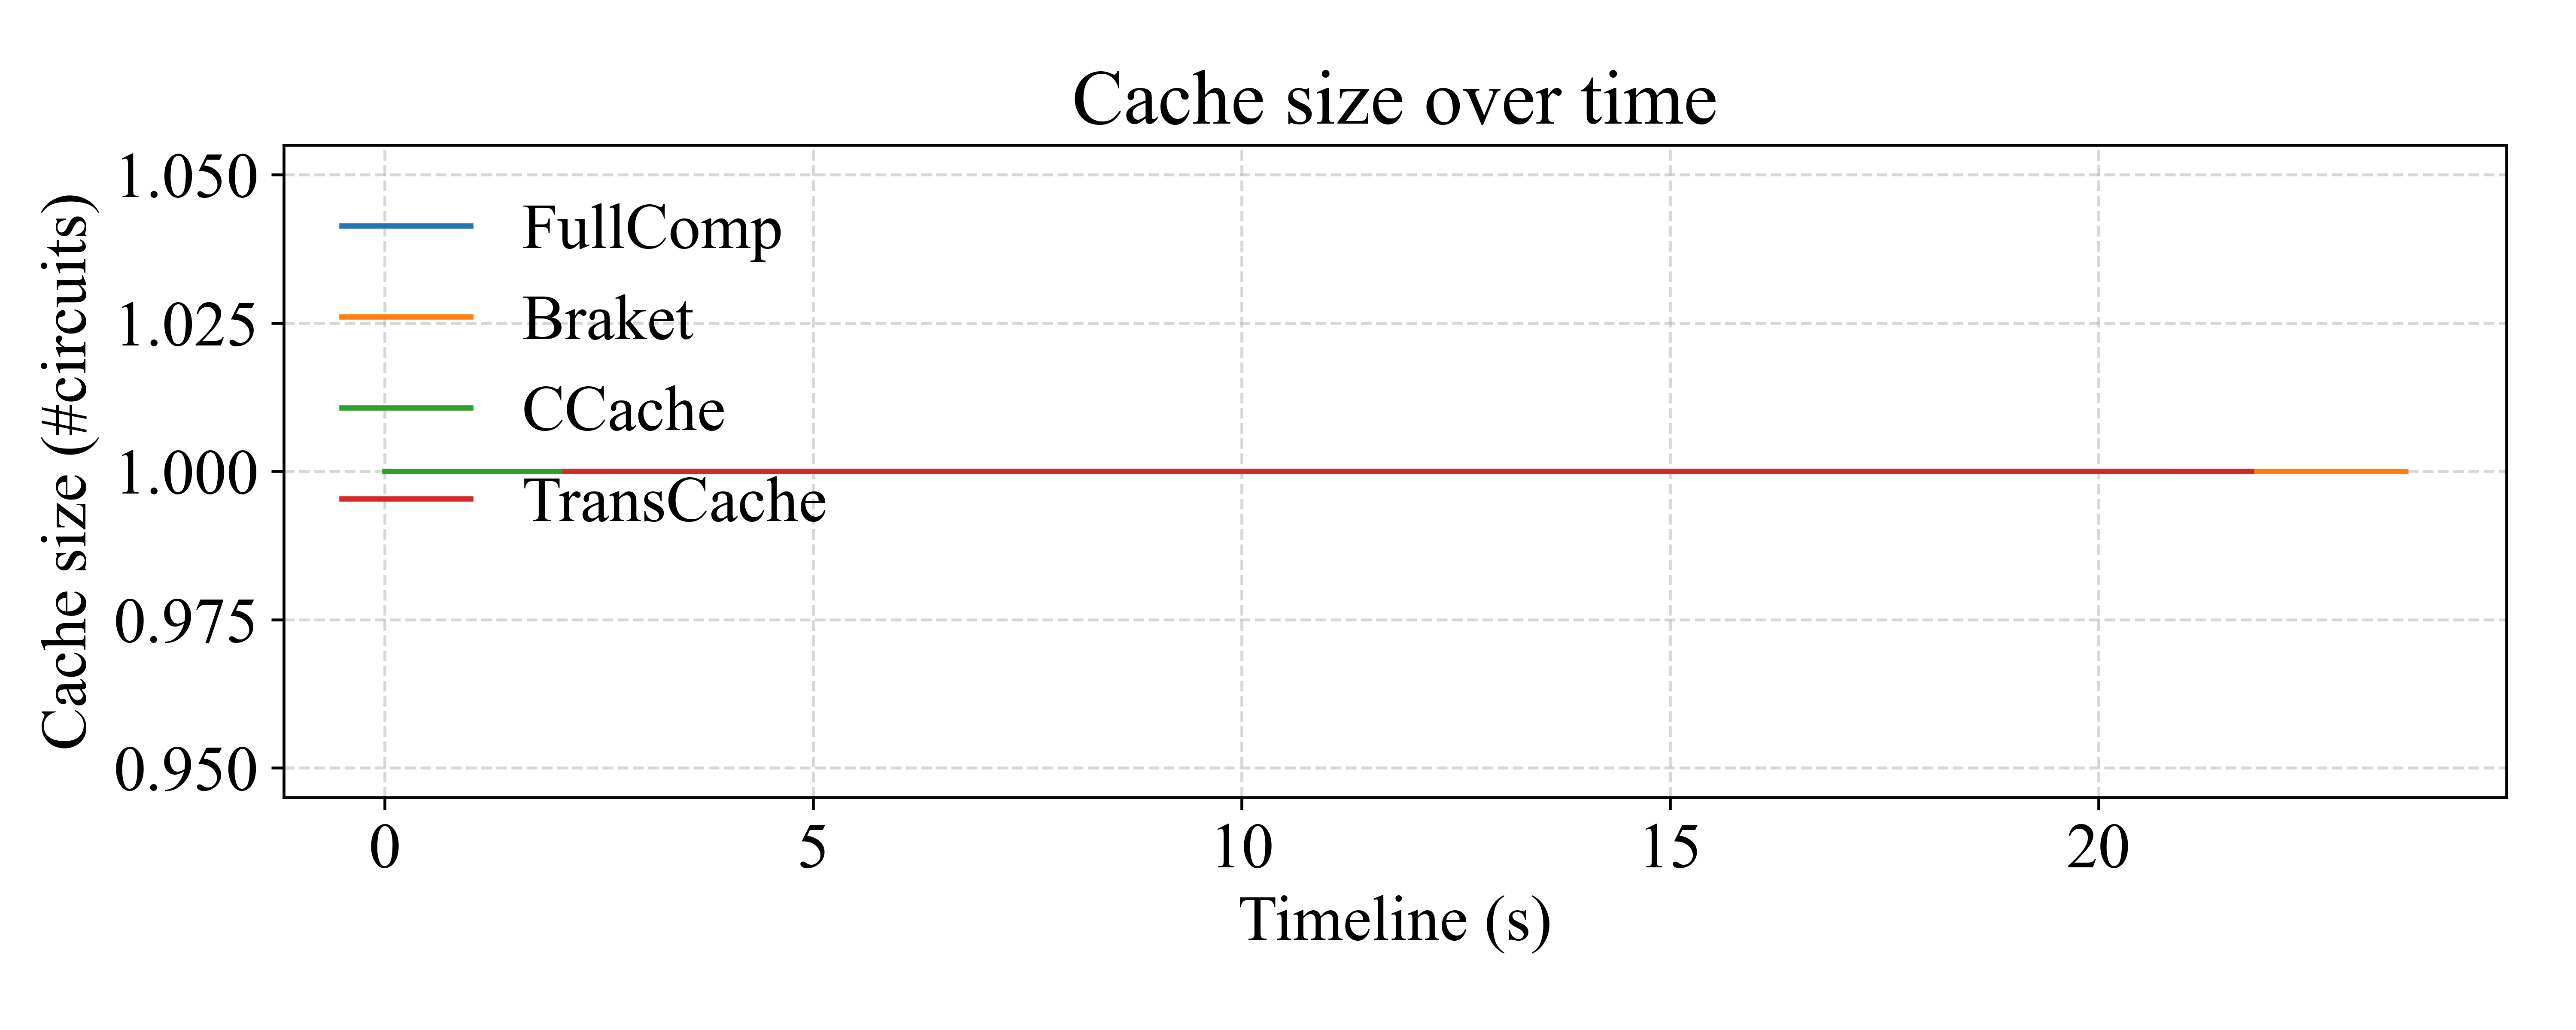 Cache size over time
Cache size (#circuits)
1.050
1.025
1.000
0.975
0.950
FullComp
Braket
CCache
TransCache
0 5 10 15 20
Timeline (s)